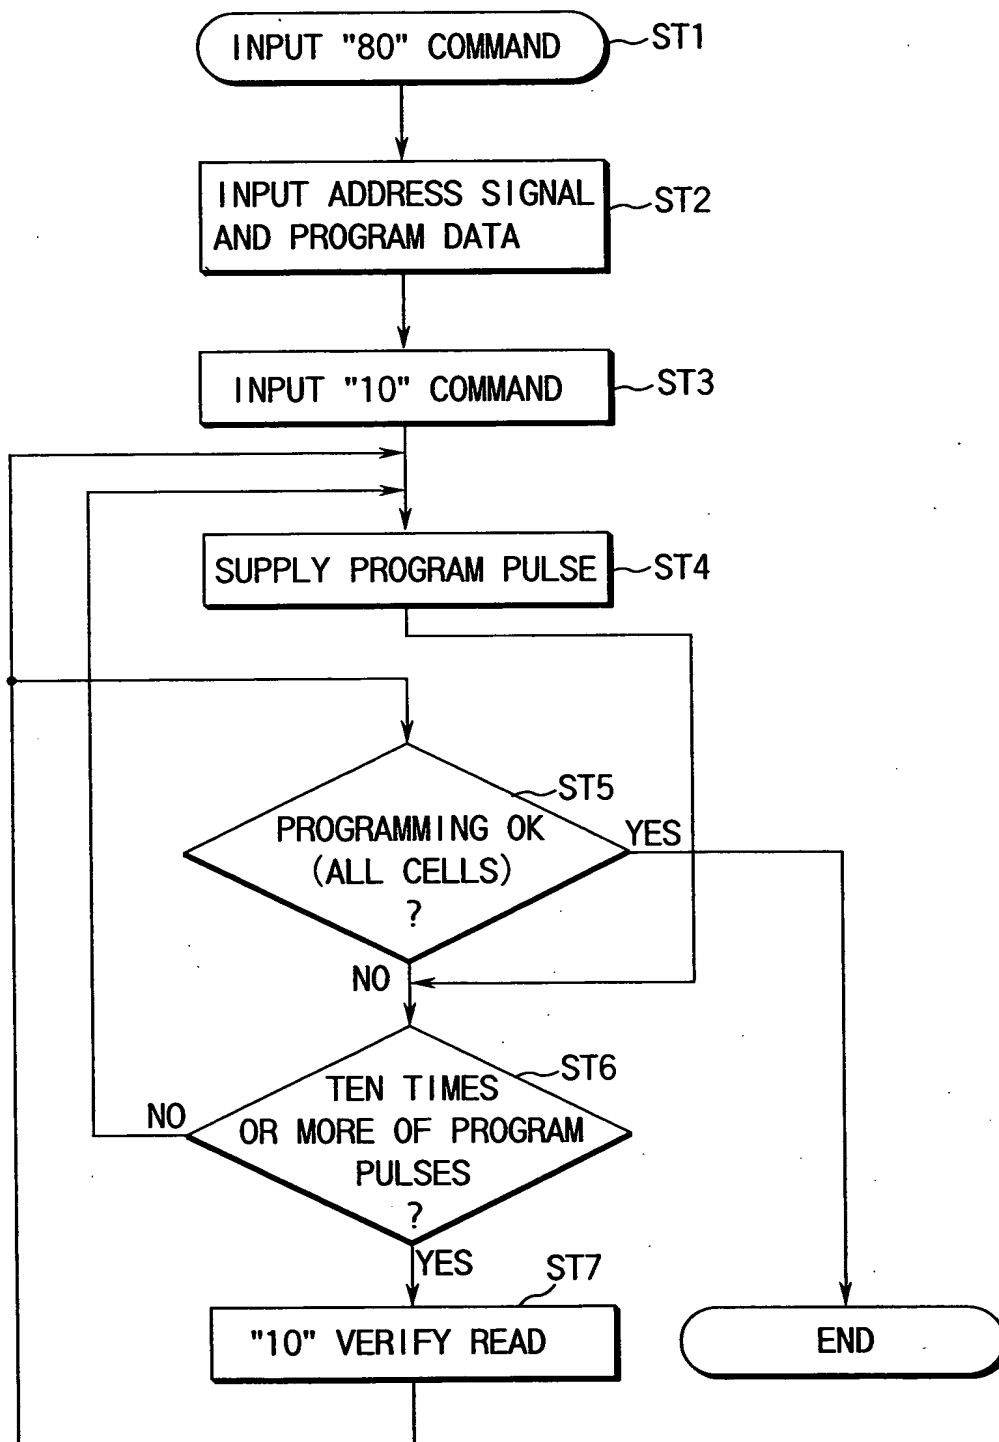 INPUT "80" COMMAND
ST1
INPUT ADDRESS SIGNAL
AND PROGRAM DATA
ST2
INPUT "10" COMMAND
ST3
SUPPLY PROGRAM PULSE
ST4
ST5
PROGRAMMING OK
(ALL CELLS)
?
YES
NO
ST6
TEN TIMES
OR MORE OF PROGRAM
PULSES
?
NO
YES
ST7
"10" VERIFY READ
END